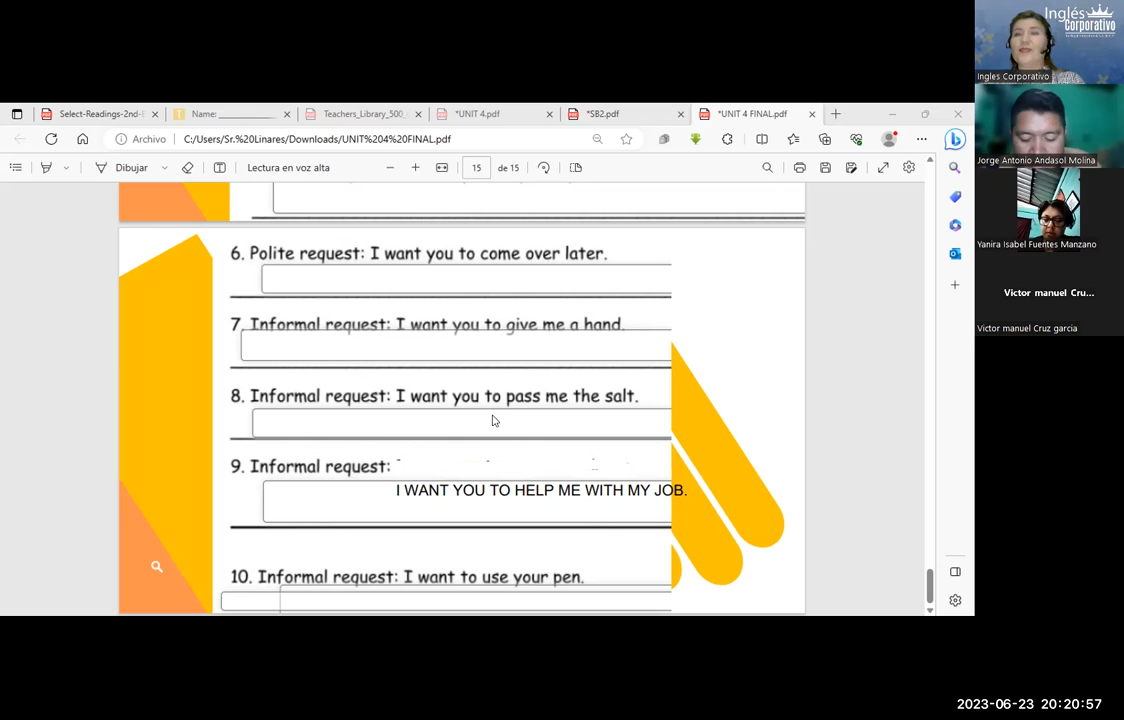 Inglés
Corporativo
Ingles Corporativo
Select-Readings-2nd-
Name: ____________
Teachers_Library_500_
*UNIT 4.pdf
*SB2.pdf
*UNIT 4 FINAL.pdf
Archivo
C:/Users/Sr.%20Linares/Downloads/UNIT%204%20FINAL.pdf
Dibujar
Lectura en voz alta
15
de 15
Jorge Antonio Andasol Molina
6. Polite request: I want you to come over later.
Yanira Isabel Fuentes Manzano
7. Informal request: I want you to give me a hand.
Victor manuel Cru...
Victor manuel Cruz garcia
8. Informal request: I want you to pass me the salt.
9. Informal request:
I WANT YOU TO HELP ME WITH MY JOB.
10. Informal request: I want to use your pen.
2023-06-23 20:20:57